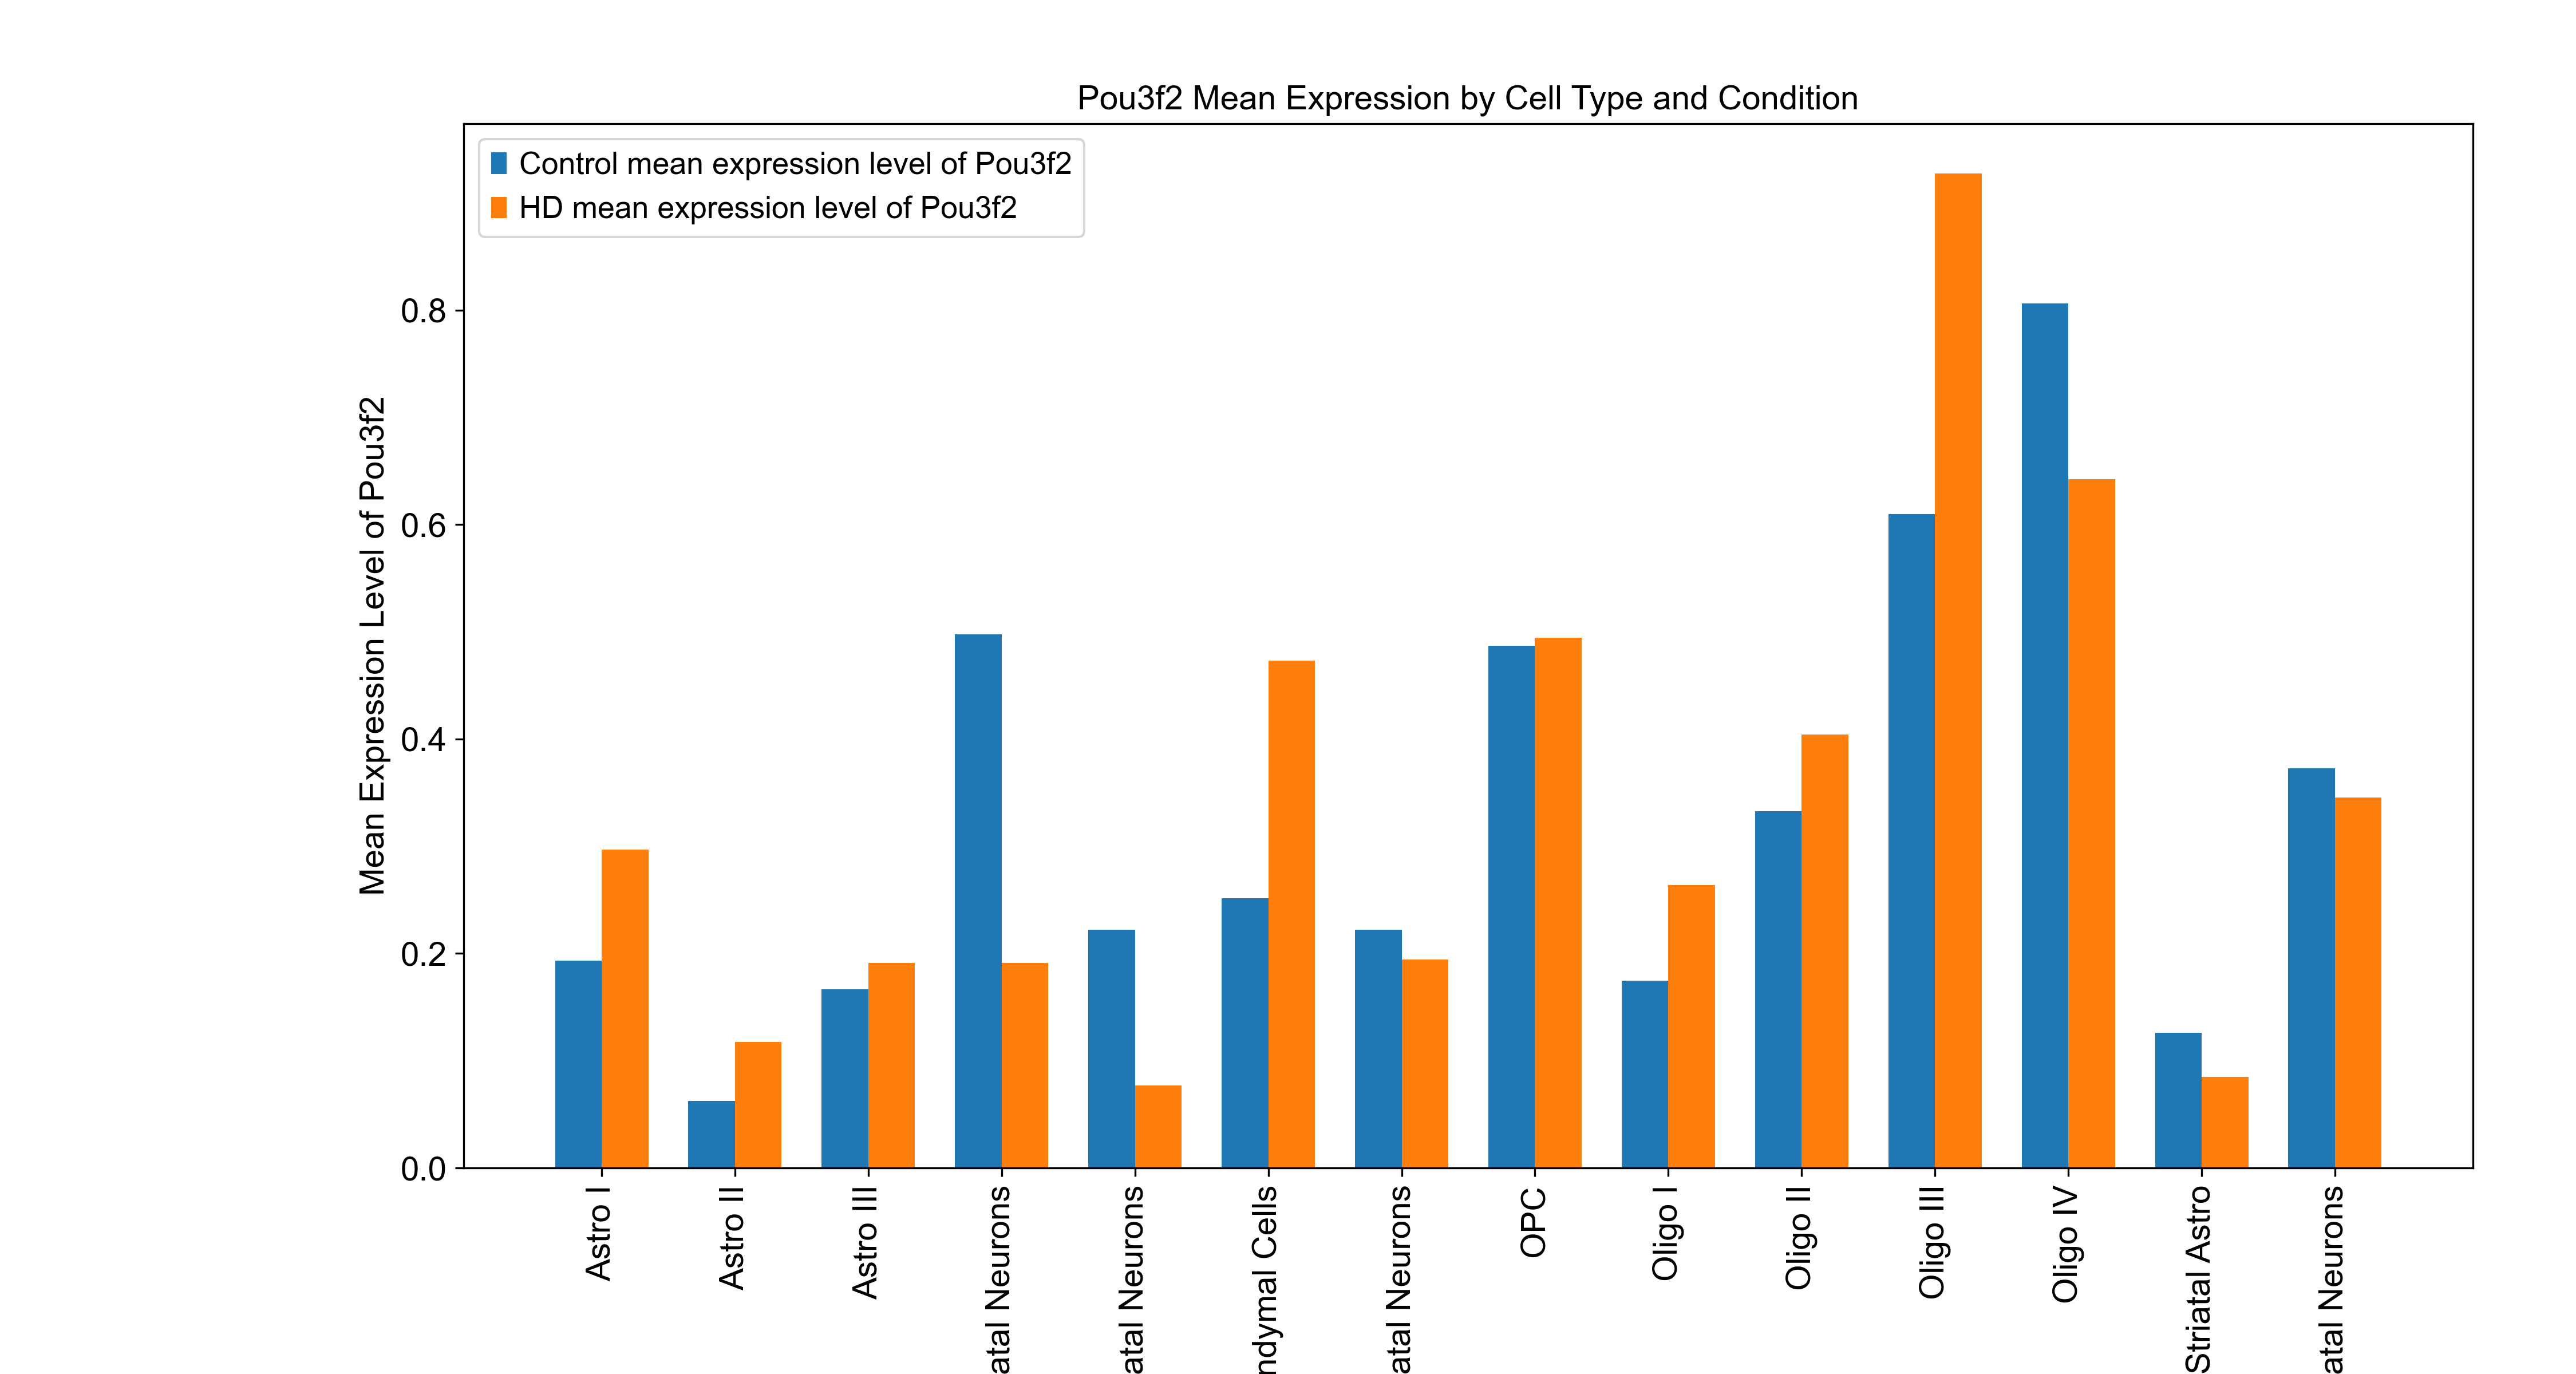 Pou3f2 Mean Expression by Cell Type and Condition
Control mean expression level of Pou3f2
HD mean expression level of Pou3f2
Mean Expression Level of Pou3f2
0.8
0.6
0.4
0.2
0.0
Astro I
Astro II
Astro III
atal Neurons
atal Neurons
ndymal Cells
atal Neurons
OPC
Oligo I
Oligo II
Oligo III
Oligo IV
Striatal Astro
atal Neurons